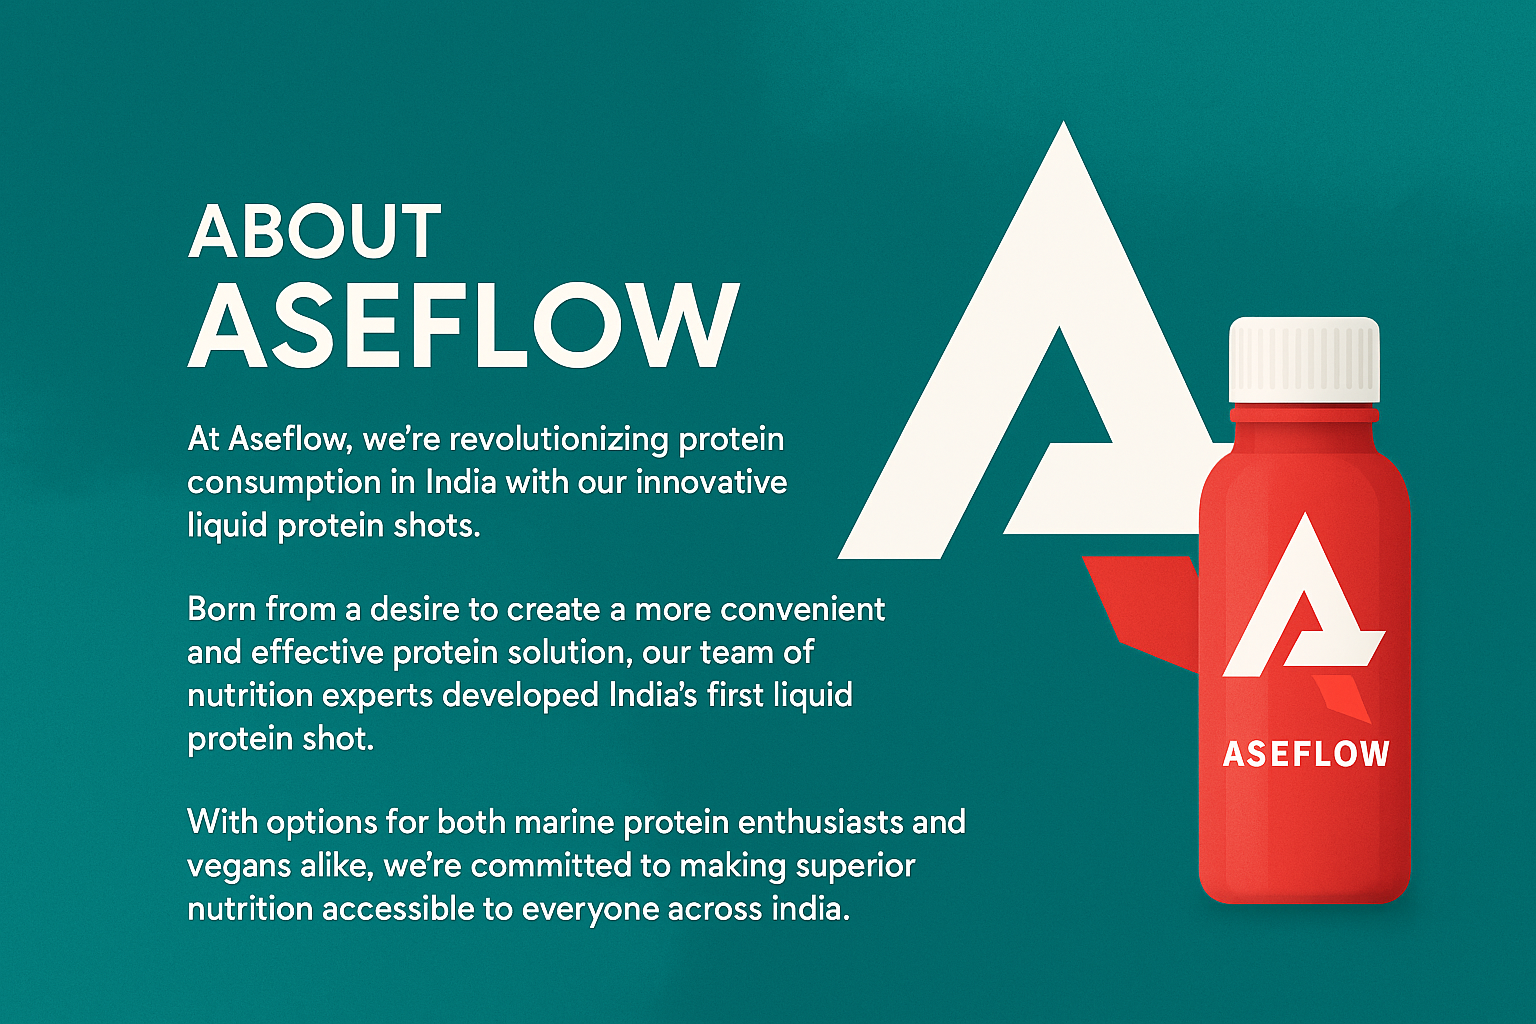 ABOUT
ASEFLOW
At Aseflow, we’re revolutionizing protein
consumption in India with our innovative
liquid protein shots.
Born from a desire to create a more convenient
and effective protein solution, our team of
nutrition experts developed India’s first liquid
protein shot.
With options for both marine protein enthusiasts and
vegans alike, we’re committed to making superior
nutrition accessible to everyone across india.
ASEFLOW